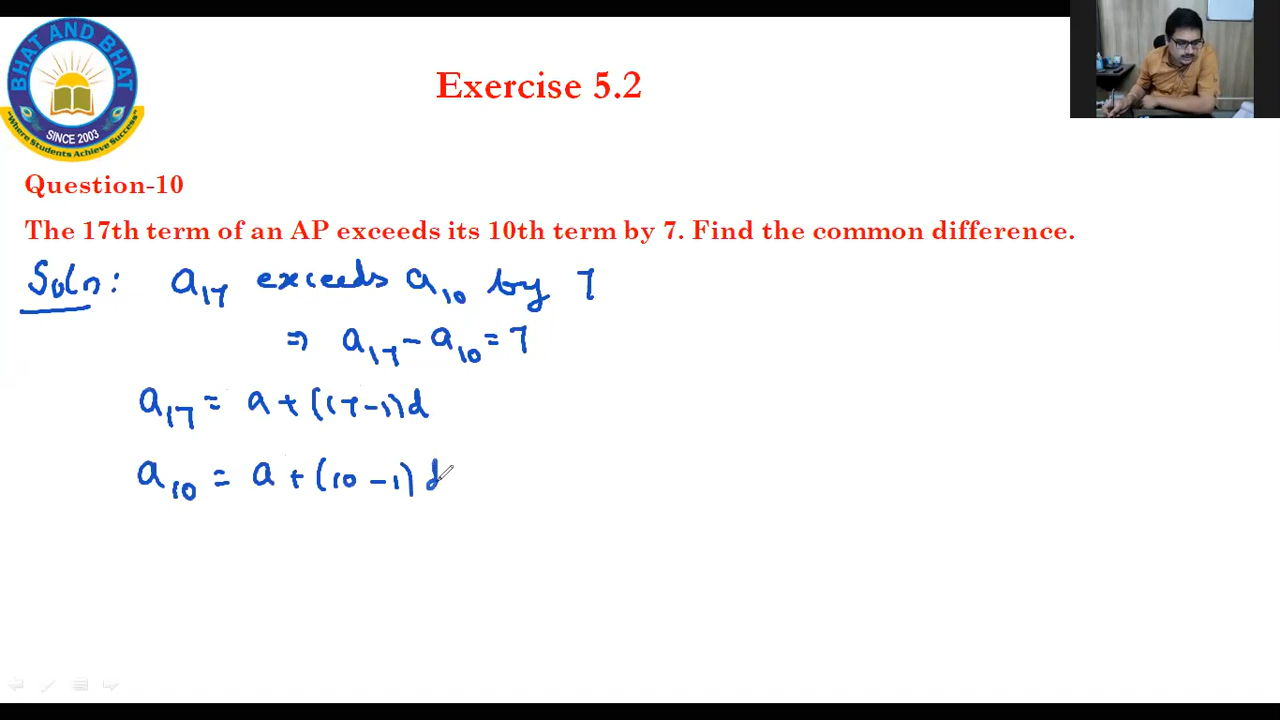 BHAT AND BHAT
SINCE 2003
"Where Students Achieve Success"
Exercise 5.2
Question-10
The 17th term of an AP exceeds its 10th term by 7. Find the common difference.
Soln: a₁₇ exceeds a₁₀ by 7
⇒ a₁₇ - a₁₀ = 7
a₁₇ = a + (17-1)d
a₁₀ = a + (10-1)d